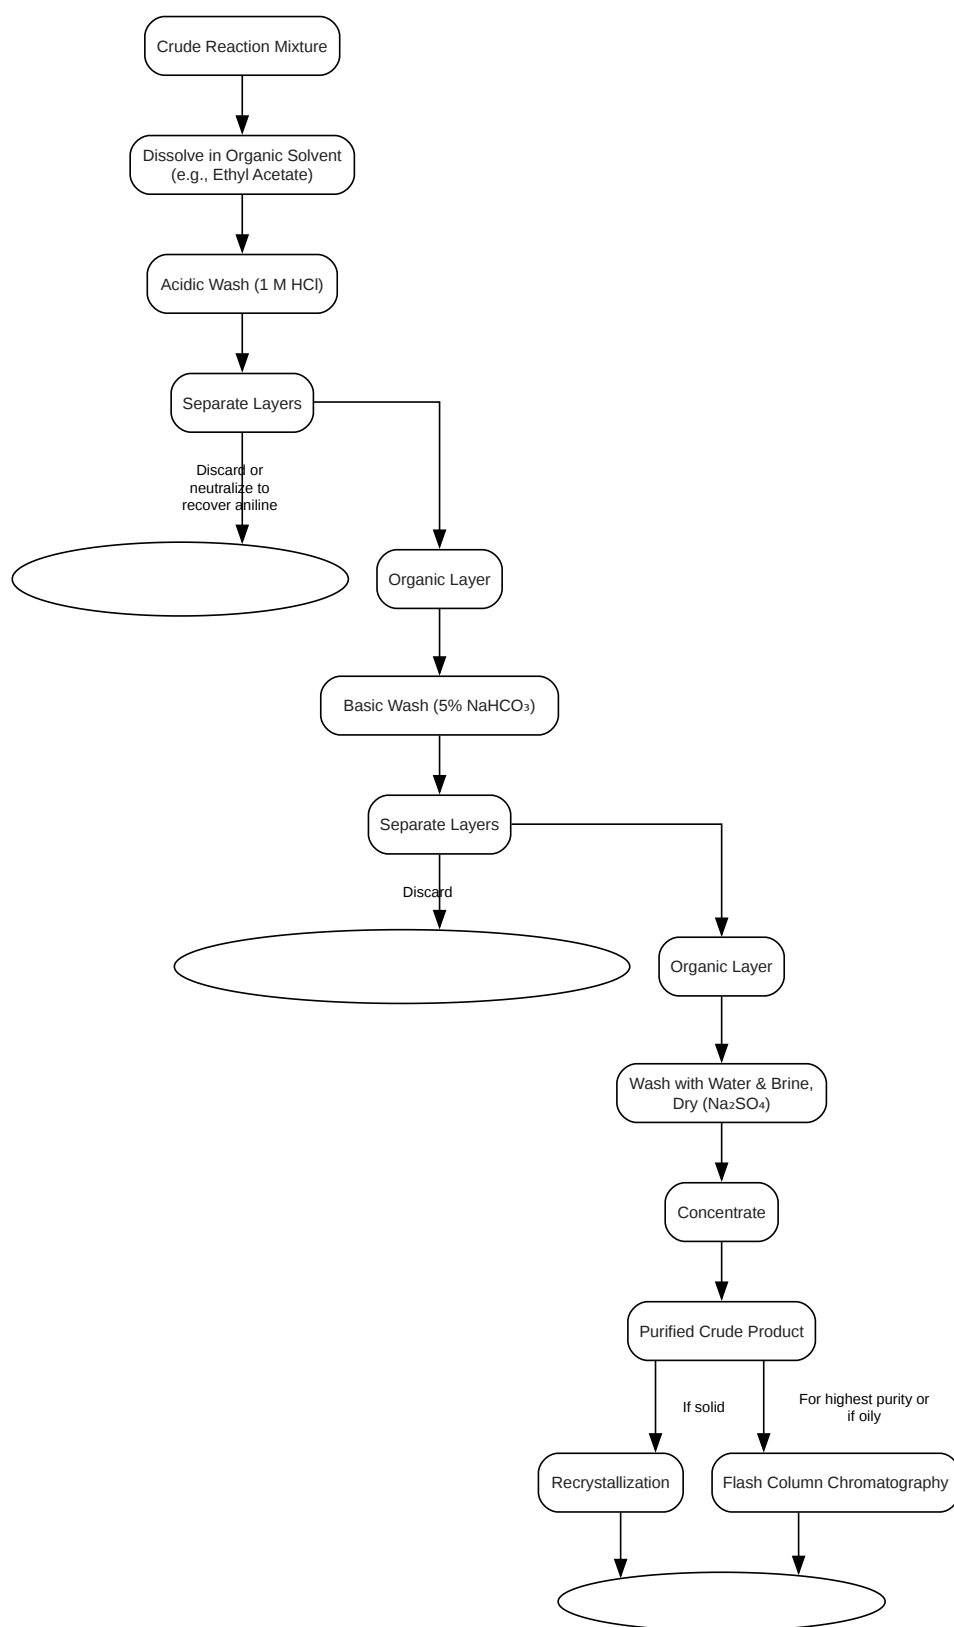 Crude Reaction Mixture
Dissolve in Organic Solvent
(e.g., Ethyl Acetate)
Acidic Wash (1 M HCl)
Separate Layers
Discard or
neutralize to
recover aniline
Organic Layer
Basic Wash (5% NaHCO₃)
Separate Layers
Discard
Organic Layer
Wash with Water & Brine,
Dry (Na₂SO₄)
Concentrate
Purified Crude Product
If solid
For highest purity or
if oily
Recrystallization
Flash Column Chromatography